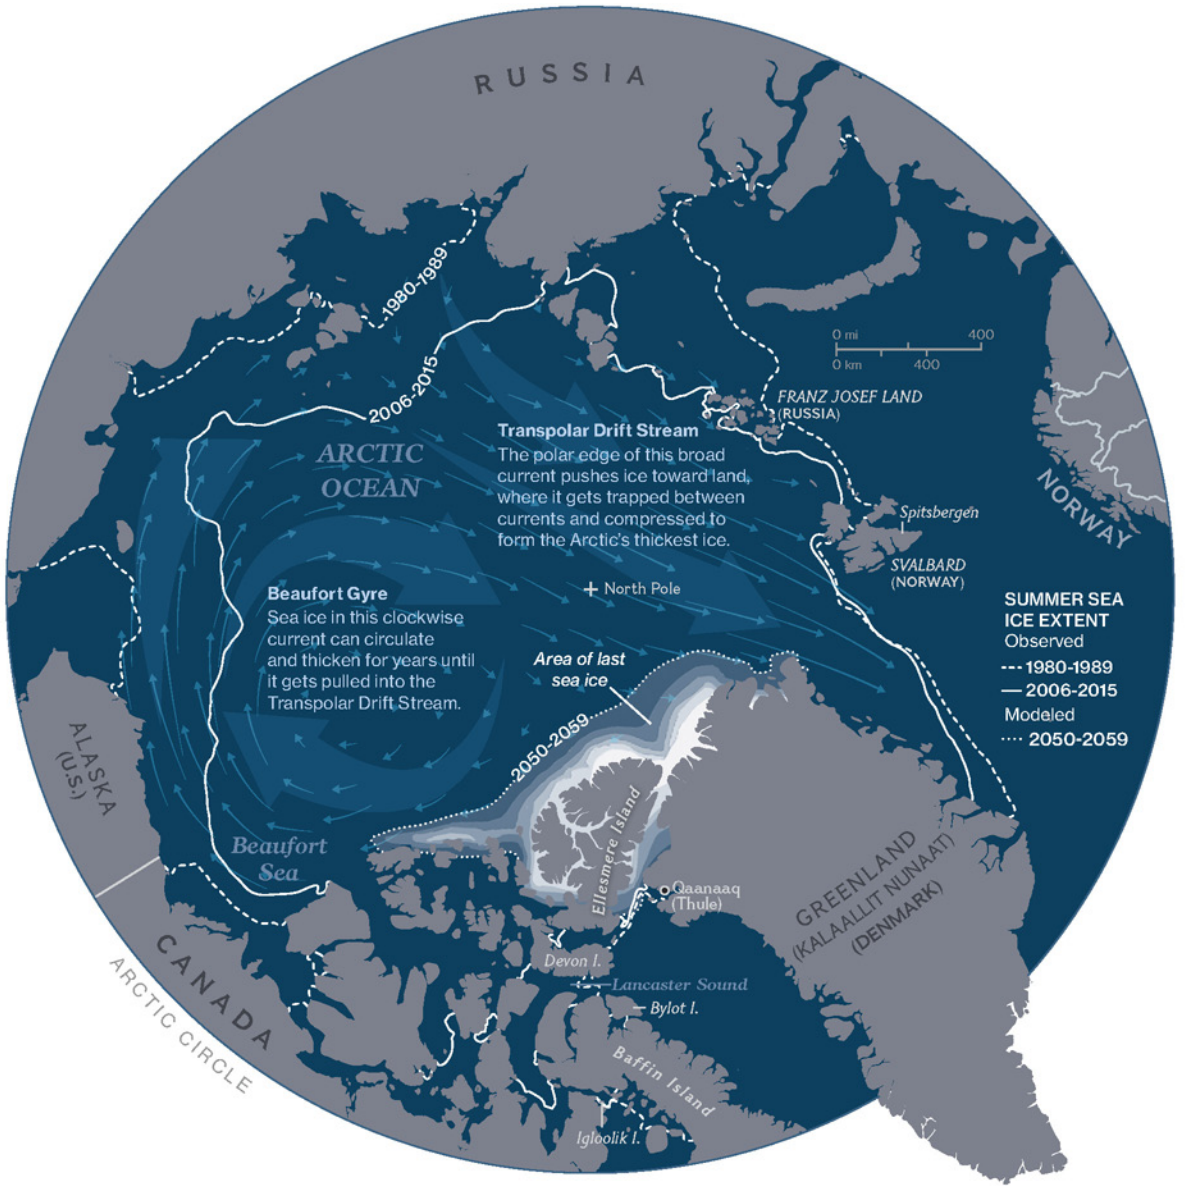 RUSSIA
1980-1989
2006-2015
0 mi
400
0 km
400
FRANZ JOSEF LAND
(RUSSIA)
Transpolar Drift Stream
The polar edge of this broad
current pushes ice toward land,
where it gets trapped between
currents and compressed to
form the Arctic's thickest ice.
ARCTIC
OCEAN
NORWAY
Spitsbergen
SVALBARD
(NORWAY)
North Pole
Beaufort Gyre
Sea ice in this clockwise
current can circulate
and thicken for years until
it gets pulled into the
Transpolar Drift Stream.
SUMMER SEA
ICE EXTENT
Observed
1980-1989
2006-2015
Modeled
2050-2059
Area of last
sea ice
2050-2059
ALASKA
(U.S.)
Beaufort
Sea
Ellesmere Island
Qaanaaq
(Thule)
GREENLAND
(KALAALLIT NUNAAT)
(DENMARK)
CANADA
ARCTIC CIRCLE
Devon I.
Lancaster Sound
Bylot I.
Baffin Island
Igloolik I.